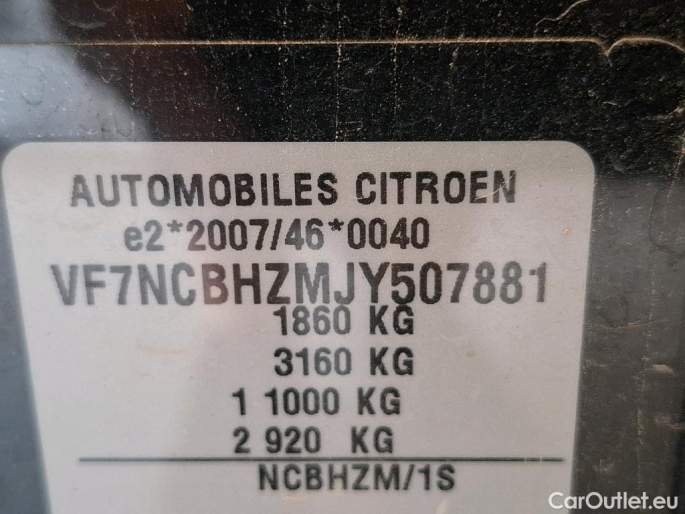 AUTOMOBILES CITROEN
e2*2007/46*0040
VF7NCBHZMJY507881
1860 KG
3160 KG
1 1000 KG
2 920 KG
NCBHZM/1S
CarOutlet.eu